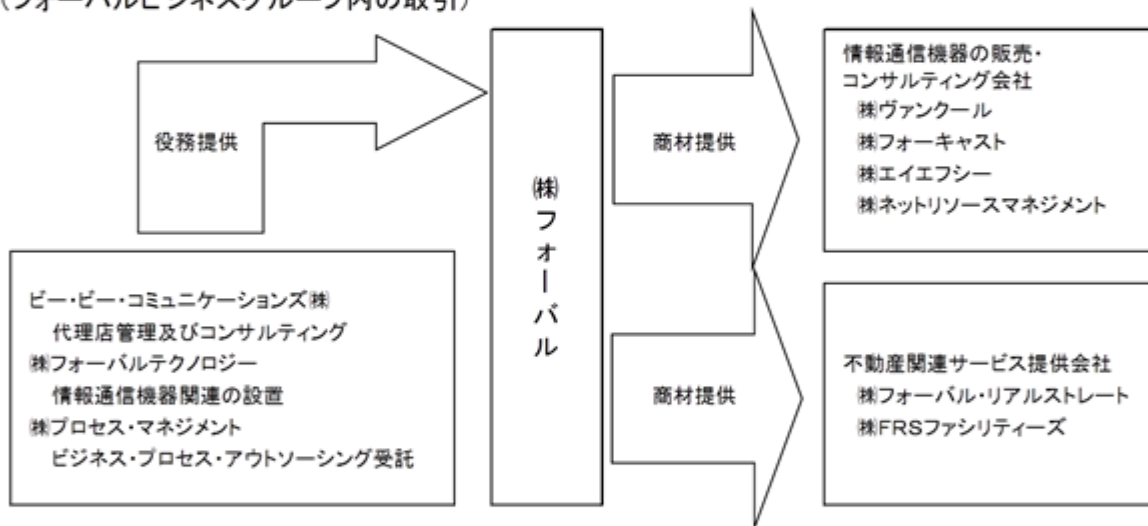 (フォーバルビジネスグループ内の取引)
役務提供
ビー・ビー・コミュニケーションズ㈱
代理店管理及びコンサルティング
㈱フォーバルテクノロジー
情報通信機器関連の設置
㈱プロセス・マネジメント
ビジネス・プロセス・アウトソーシング受託
㈱フォーバル
商材提供
情報通信機器の販売・
コンサルティング会社
㈱ヴァンクール
㈱フォーキャスト
㈱エイエフシー
㈱ネットリソースマネジメント
商材提供
不動産関連サービス提供会社
㈱フォーバル・リアルストレート
㈱FRSファシリティーズ